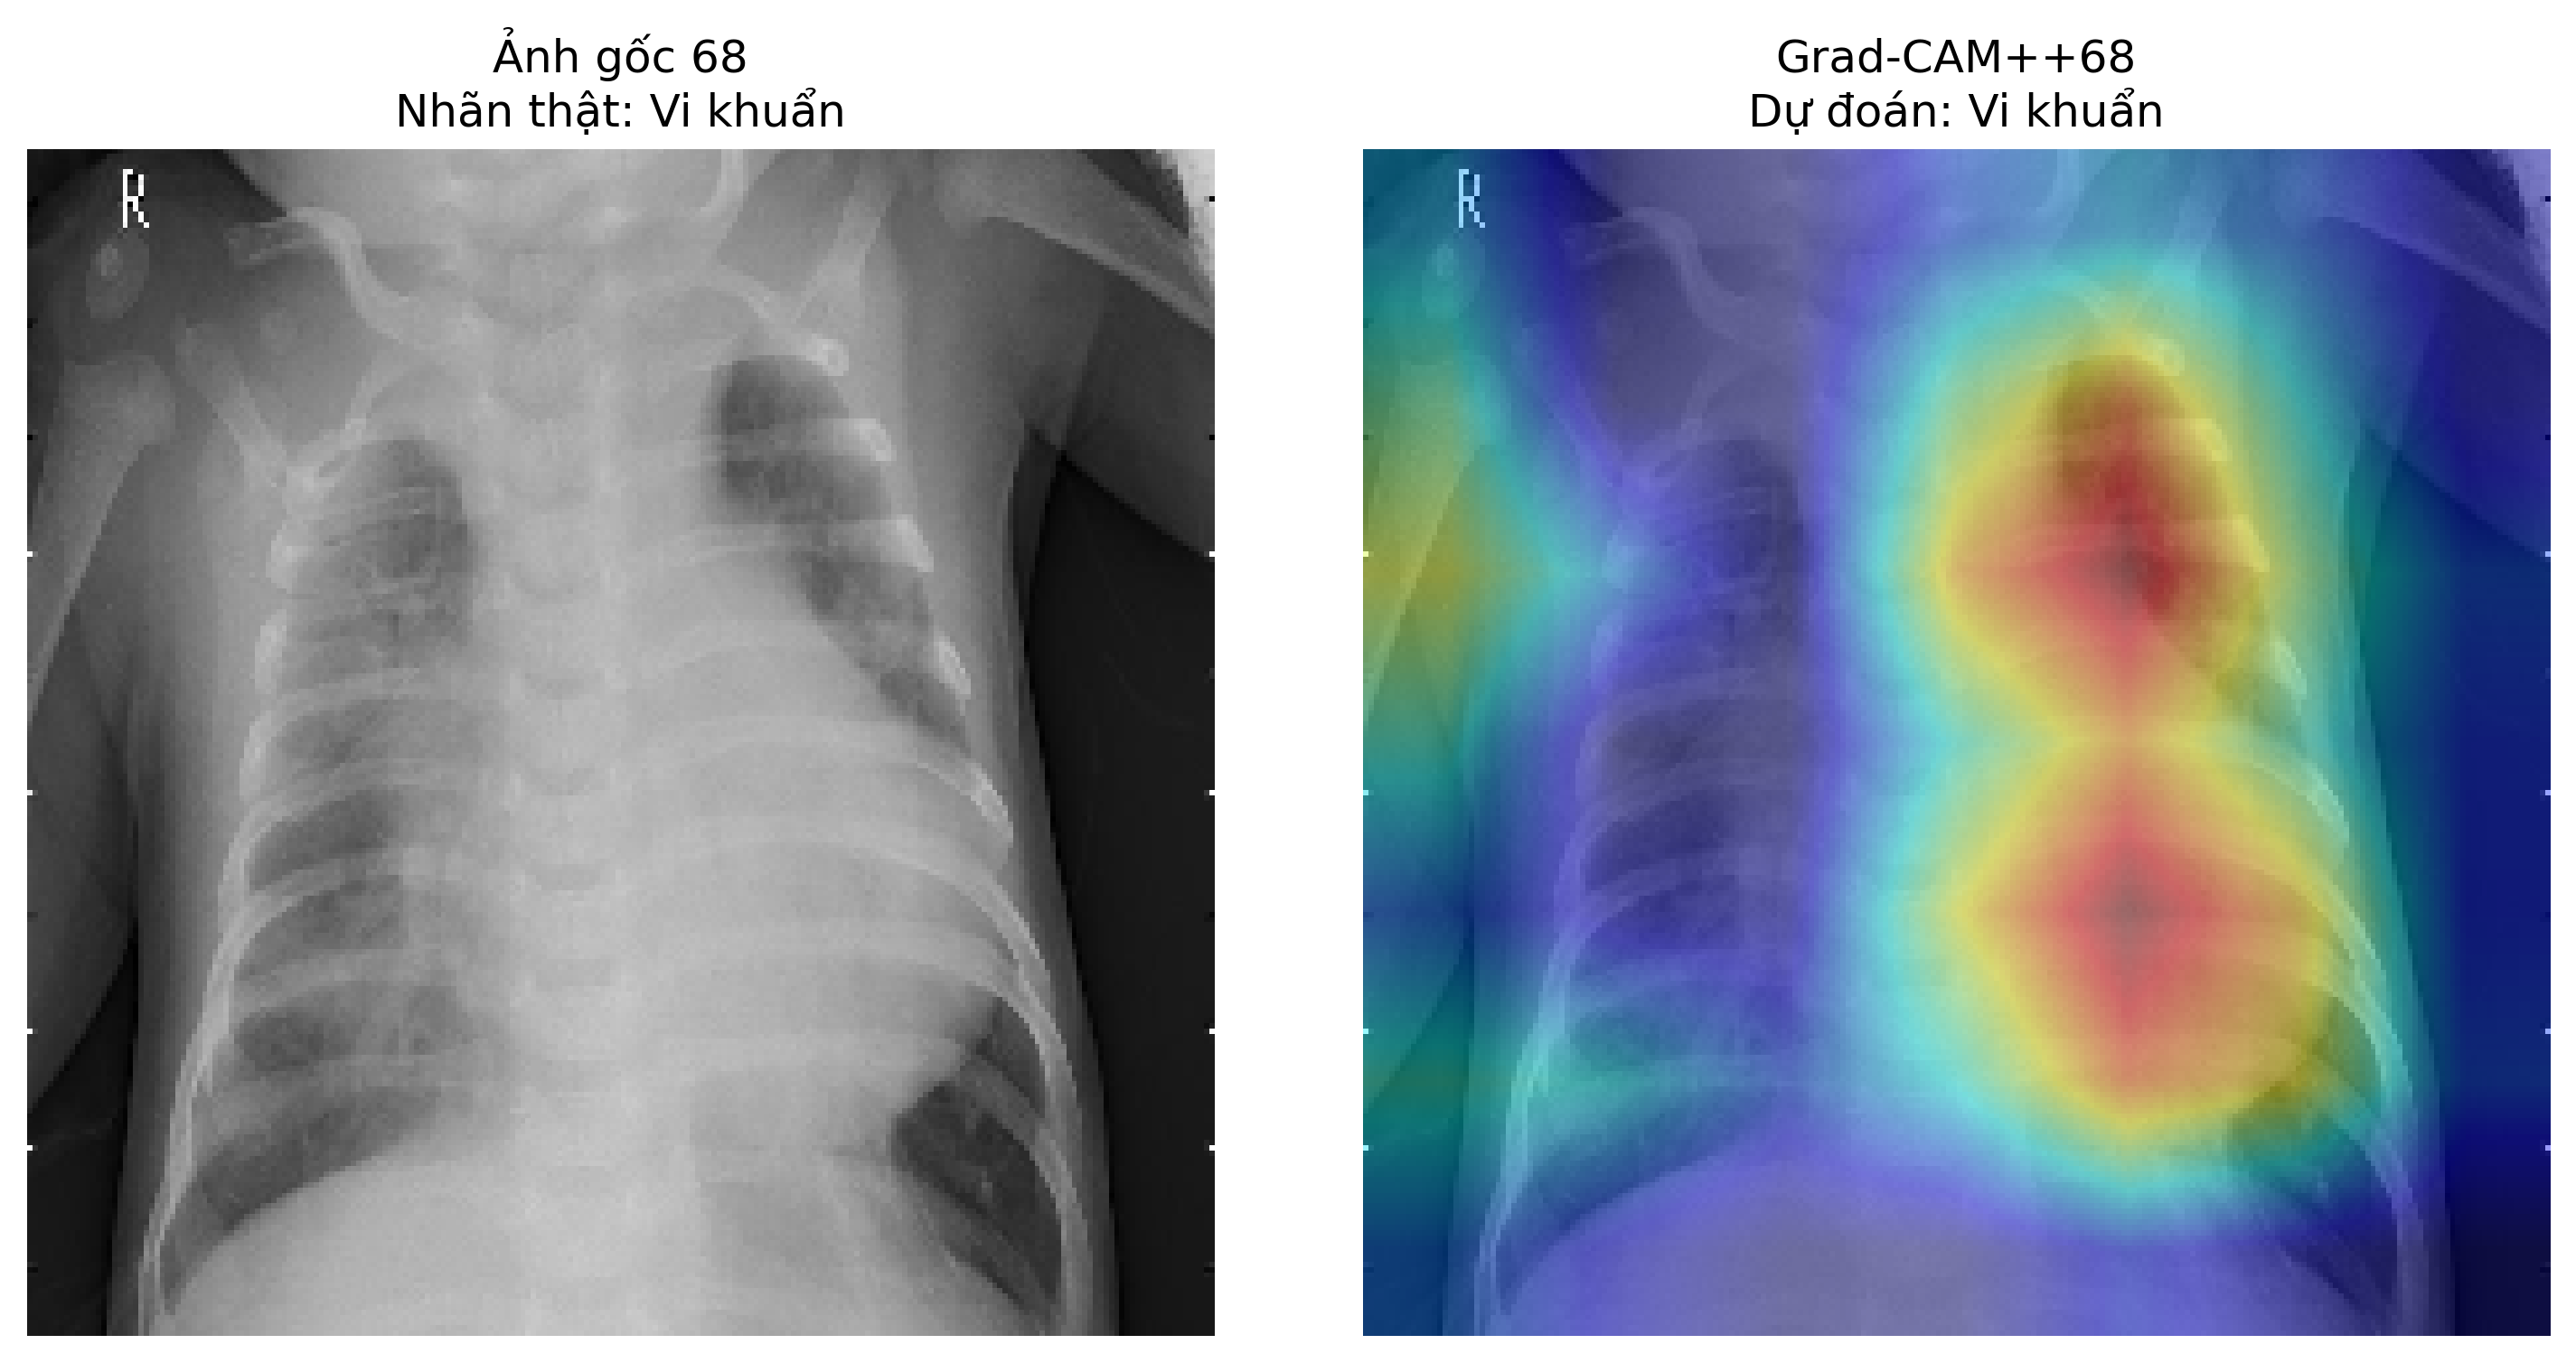 Ảnh gốc 68
Nhãn thật: Vi khuẩn
R
Grad-CAM++68
Dự đoán: Vi khuẩn
R